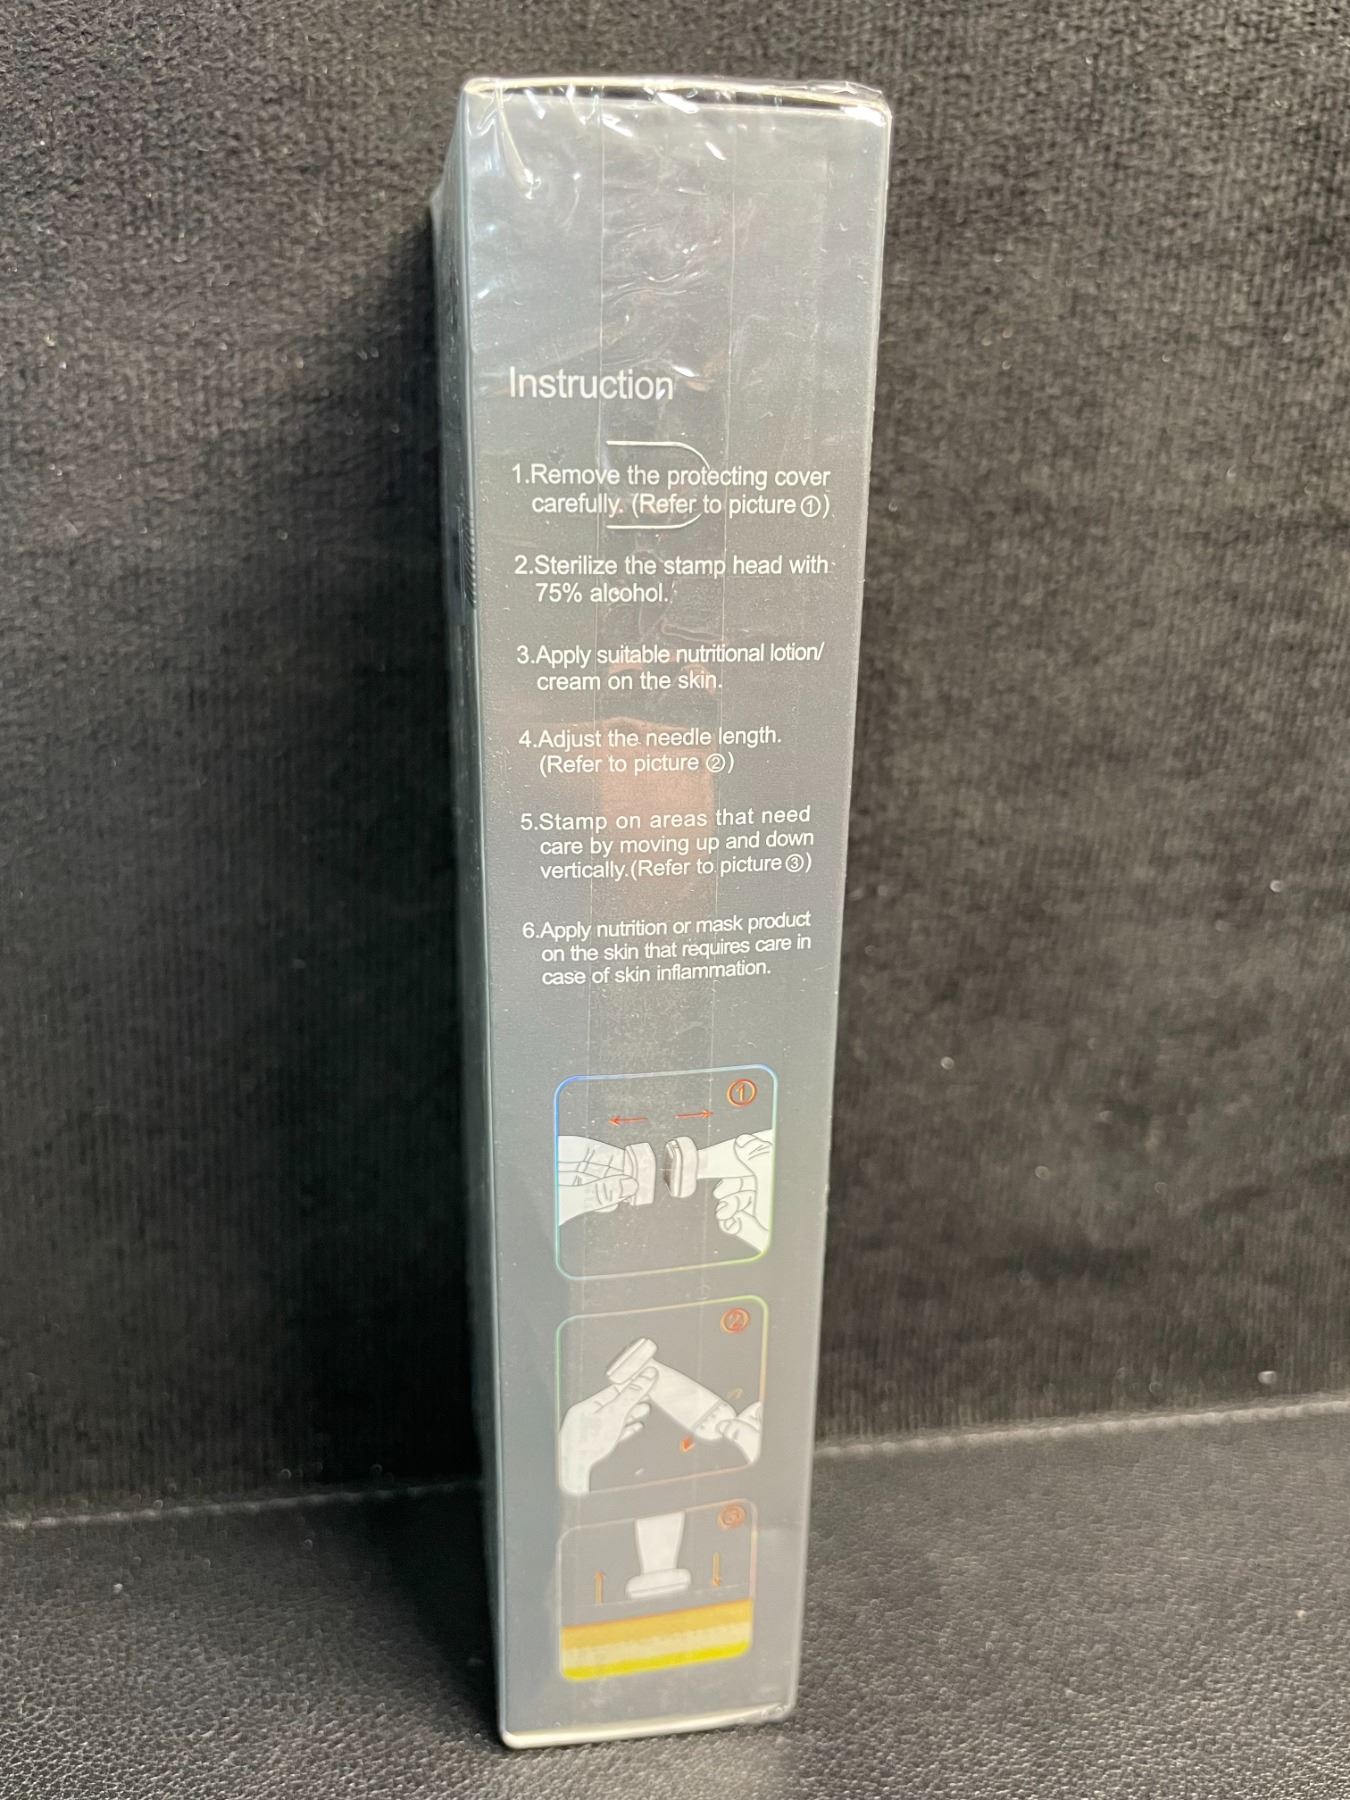 Instruction
1.Remove the protecting cover
carefully. (Refer to picture ①)
2.Sterilize the stamp head with
75% alcohol.
3.Apply suitable nutritional lotion/
cream on the skin.
4.Adjust the needle length.
(Refer to picture ②)
5.Stamp on areas that need
care by moving up and down
vertically.(Refer to picture ③)
6.Apply nutrition or mask product
on the skin that requires care in
case of skin inflammation.
①
②
③